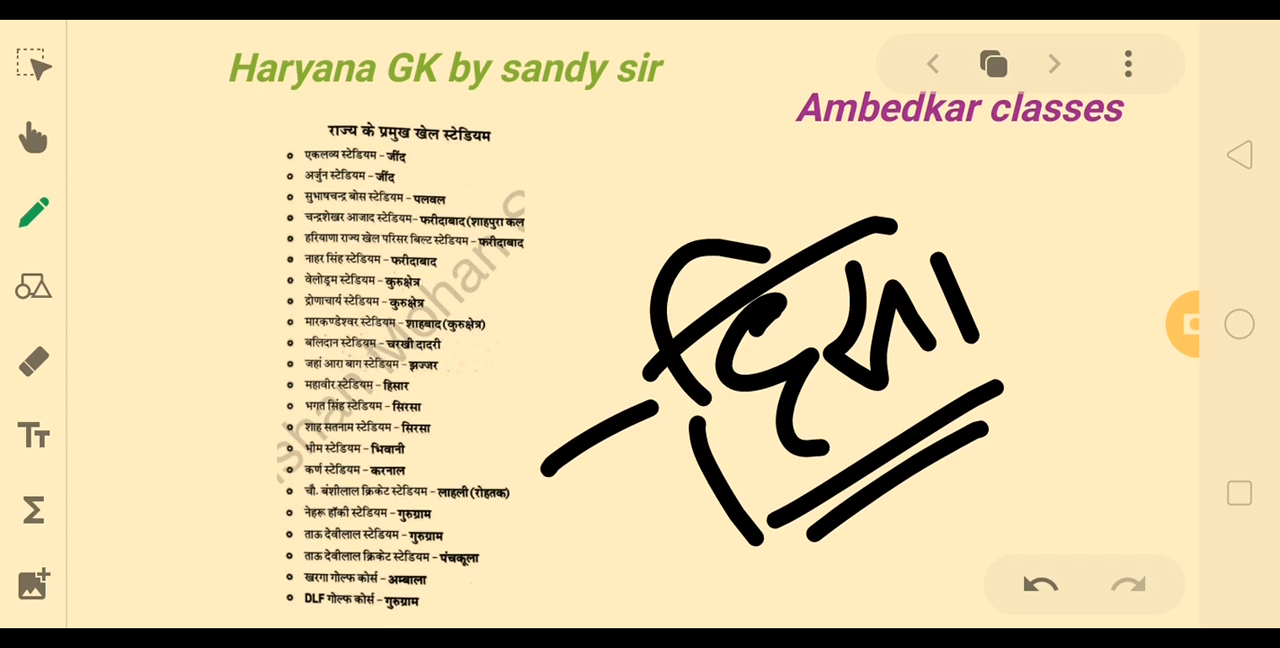 Haryana GK by sandy sir
Ambedkar classes
राज्य के प्रमुख खेल स्टेडियम
एकलव्य स्टेडियम – जींद
अर्जुन स्टेडियम – जींद
सुभाषचन्द्र बोस स्टेडियम – पलवल
चन्द्रशेखर आजाद स्टेडियम – फरीदाबाद (शाहपुरा कल
हरियाणा राज्य खेल परिसर बिल्ट स्टेडियम – फरीदाबाद
नाहर सिंह स्टेडियम – फरीदाबाद
वेलोड्रम स्टेडियम – कुरुक्षेत्र
द्रोणाचार्य स्टेडियम – कुरुक्षेत्र
मारकण्डेश्वर स्टेडियम – शाहबाद (कुरुक्षेत्र)
बलिदान स्टेडियम – चरखी दादरी
जहां आरा बाग स्टेडियम – झज्जर
महावीर स्टेडियम – हिसार
भगत सिंह स्टेडियम – सिरसा
शाह सतनाम स्टेडियम – सिरसा
भीम स्टेडियम – भिवानी
कर्ण स्टेडियम – करनाल
चौ. बंशीलाल क्रिकेट स्टेडियम – लाहली (रोहतक)
नेहरू हॉकी स्टेडियम – गुरुग्राम
ताऊ देवीलाल स्टेडियम – गुरुग्राम
ताऊ देवीलाल क्रिकेट स्टेडियम – पंचकूला
खरगा गोल्फ कोर्स – अम्बाला
DLF गोल्फ कोर्स – गुरुग्राम